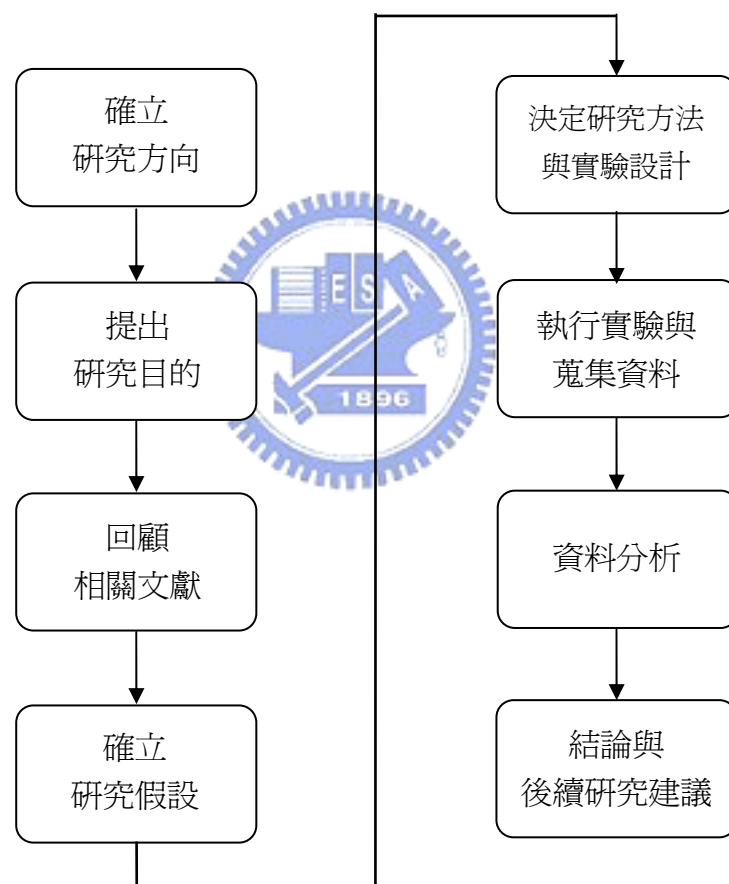 確立
研究方向
提出
研究目的
回顧
相關文獻
確立
研究假設
決定研究方法
與實驗設計
執行實驗與
蒐集資料
資料分析
結論與
後續研究建議
E S A
1896